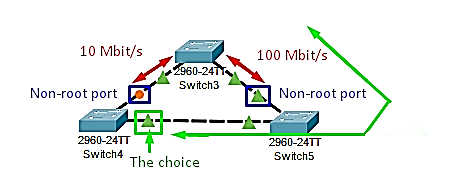 10 Mbit/s
100 Mbit/s
2960-24TT
Switch3
Non-root port
Non-root port
2960-24TT
Switch4
2960-24TT
Switch5
The choice